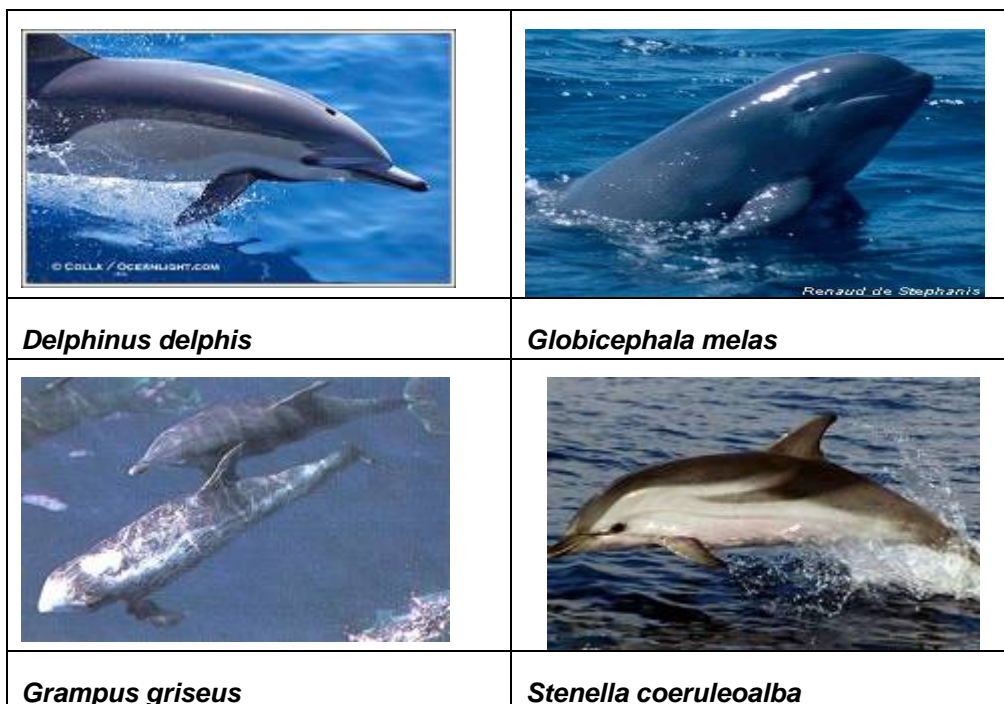 © COLLA / OCEANLIGHT.COM
Renaud de Stephanis
Delphinus delphis
Globicephala melas
Grampus griseus
Stenella coeruleoalba